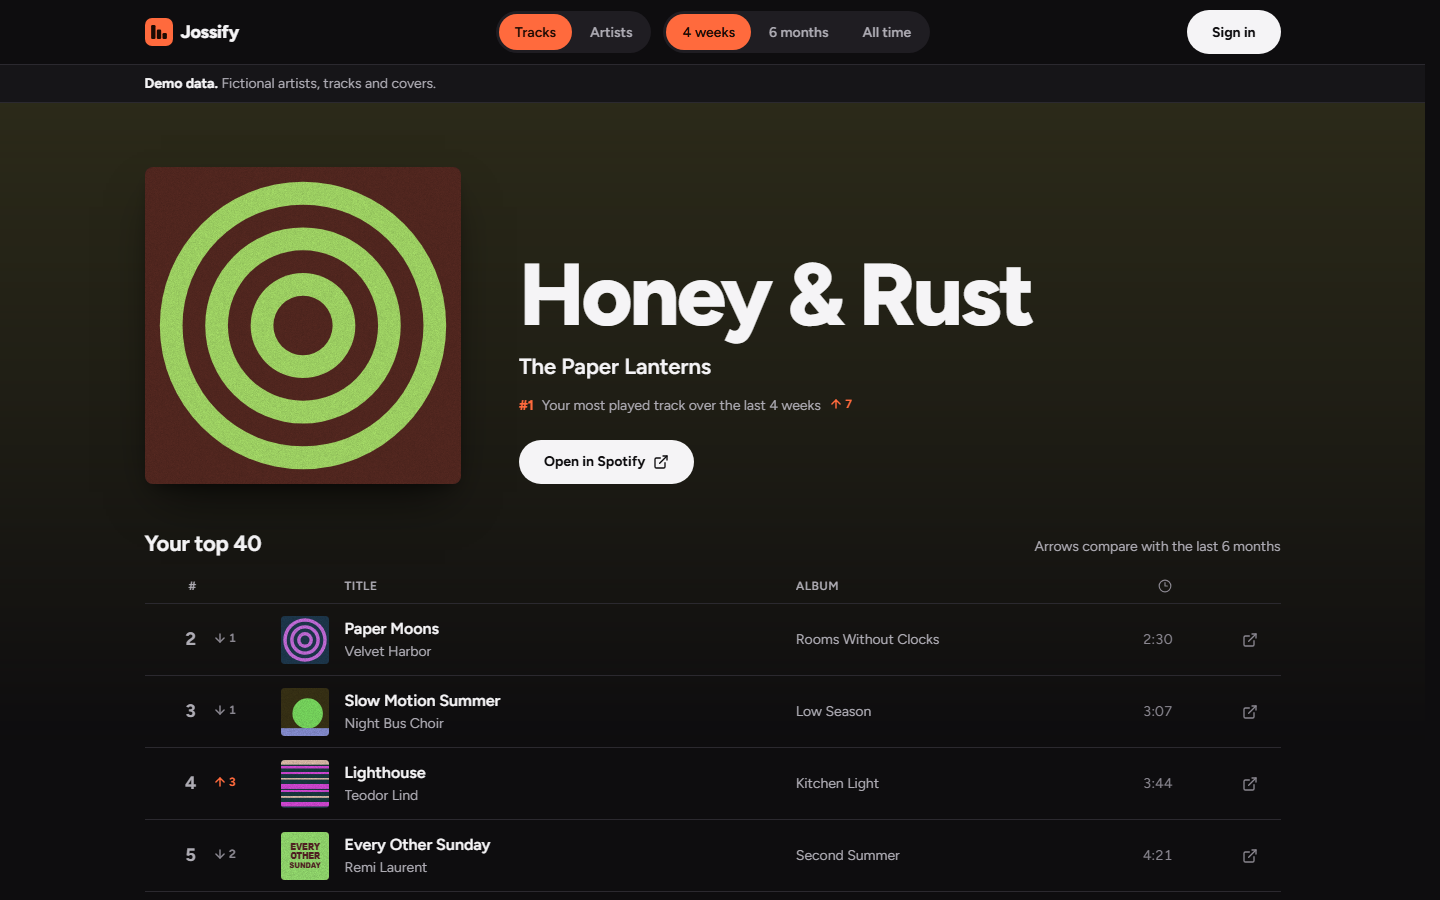 Jossify
Tracks Artists
4 weeks 6 months All time
Sign in
Demo data. Fictional artists, tracks and covers.
Honey & Rust
The Paper Lanterns
#1 Your most played track over the last 4 weeks ↑ 7
Open in Spotify
Your top 40
Arrows compare with the last 6 months
# TITLE ALBUM
2 ↓ 1 Paper Moons Rooms Without Clocks 2:30
Velvet Harbor
3 ↓ 1 Slow Motion Summer Low Season 3:07
Night Bus Choir
4 ↑ 3 Lighthouse Kitchen Light 3:44
Teodor Lind
5 ↓ 2 Every Other Sunday Second Summer 4:21
Remi Laurent
EVERY
OTHER
SUNDAY